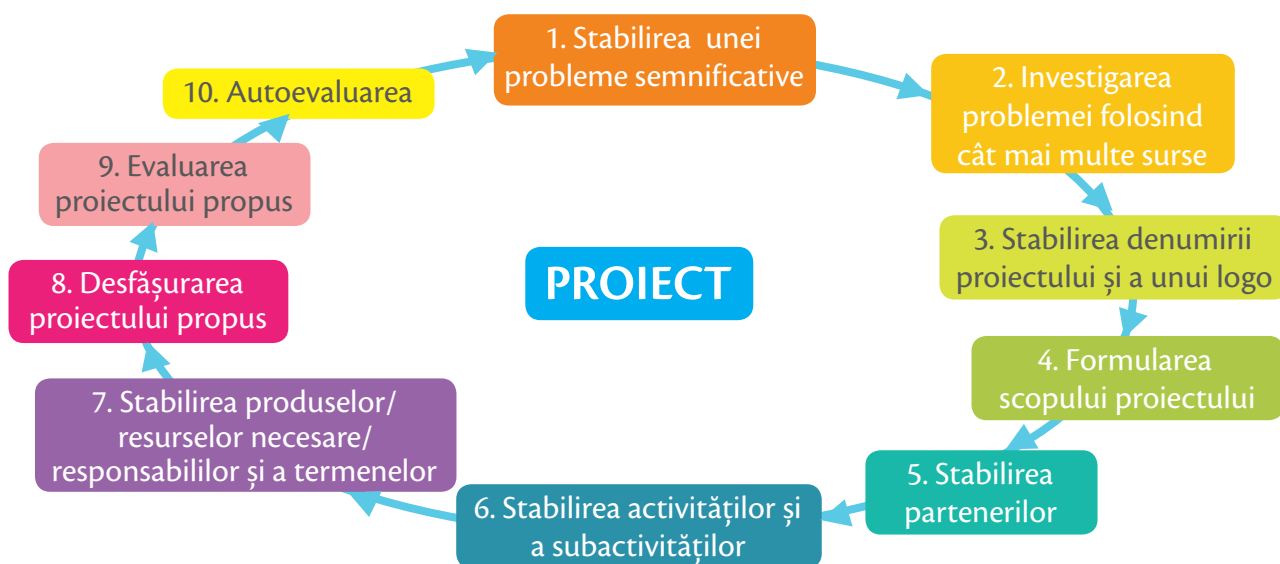 1. Stabilirea unei
probleme semnificative
2. Investigarea
problemei folosind
cât mai multe surse
3. Stabilirea denumirii
proiectului și a unui logo
4. Formularea
scopului proiectului
5. Stabilirea
partenerilor
6. Stabilirea activităților și
a subactivităților
7. Stabilirea produselor/
resurselor necesare/
responsabililor și a termenelor
8. Desfășurarea
proiectului propus
9. Evaluarea
proiectului propus
10. Autoevaluarea
PROIECT